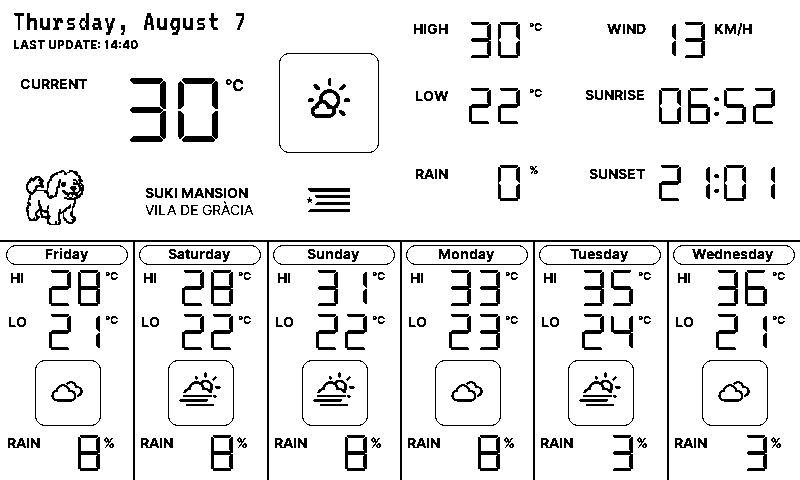 Thursday, August 7
LAST UPDATE: 14:40
CURRENT 30 °C
HIGH 30 °C
WIND 13 KM/H
LOW 22 °C
SUNRISE 06:52
RAIN 0 %
SUNSET 21:01
SUKI MANSION
VILA DE GRÀCIA
Friday
HI 28 °C
LO 21 °C
RAIN 8 %
Saturday
HI 28 °C
LO 22 °C
RAIN 8 %
Sunday
HI 31 °C
LO 22 °C
RAIN 8 %
Monday
HI 33 °C
LO 23 °C
RAIN 8 %
Tuesday
HI 35 °C
LO 24 °C
RAIN 3 %
Wednesday
HI 36 °C
LO 21 °C
RAIN 3 %